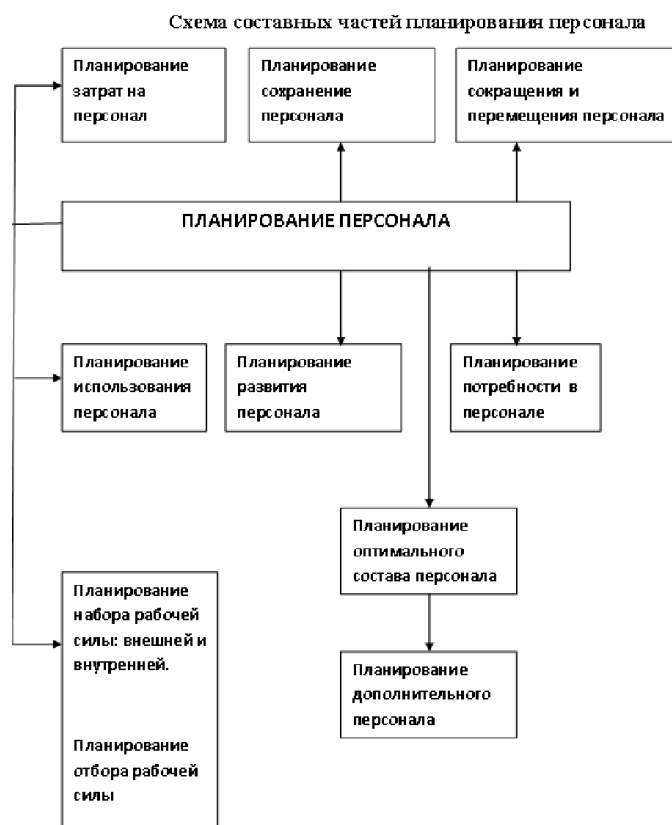 Схема составных частей планирования персонала
Планирование
затрат на
персонал
Планирование
сохранение
персонала
Планирование
сокращения и
перемещения персонала
ПЛАНИРОВАНИЕ ПЕРСОНАЛА
Планирование
использования
персонала
Планирование
развития
персонала
Планирование
потребности в
персонале
Планирование
оптимального
состава персонала
Планирование
набора рабочей
силы: внешней и
внутренней.
Планирование
отбора рабочей
силы
Планирование
дополнительного
персонала